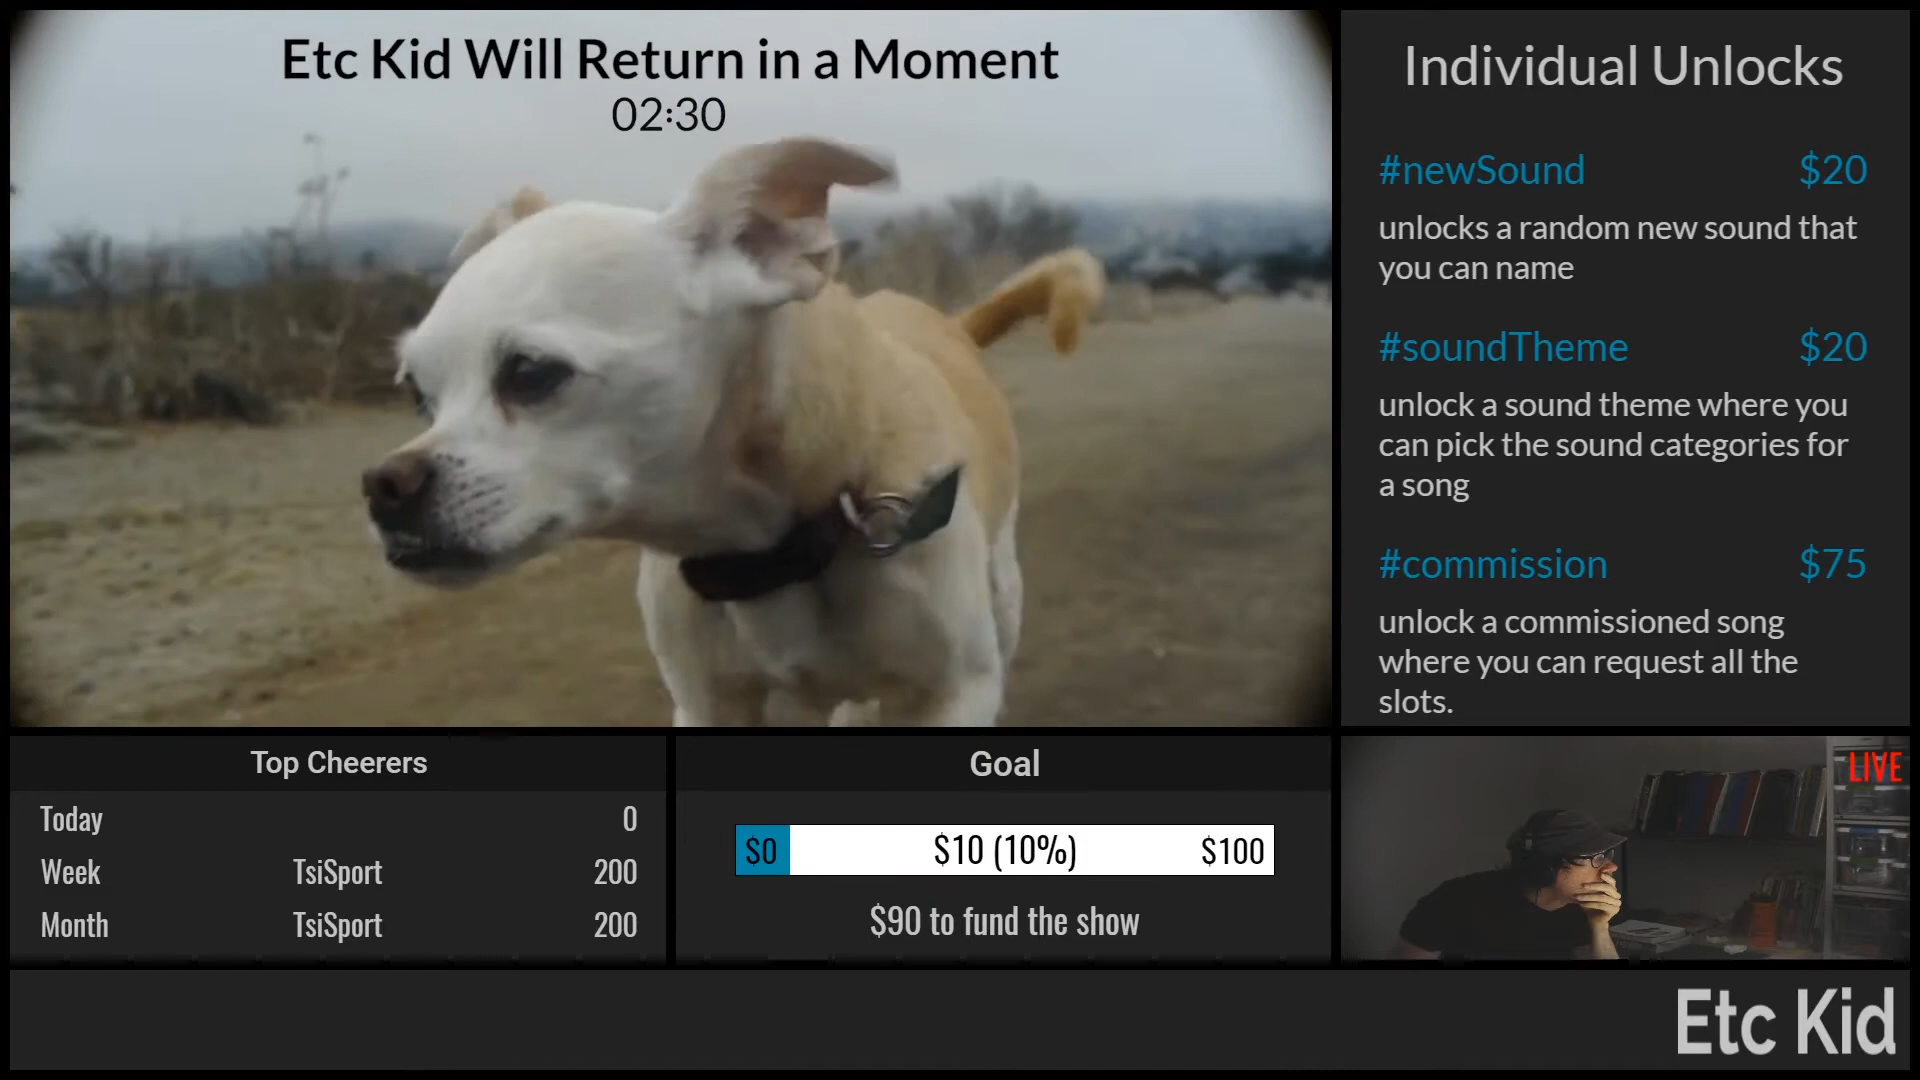 Etc Kid Will Return in a Moment
02:30
Individual Unlocks
#newSound $20
unlocks a random new sound that
you can name
#soundTheme $20
unlock a sound theme where you
can pick the sound categories for
a song
#commission $75
unlock a commissioned song
where you can request all the
slots.
Top Cheerers
Today 0
Week TsiSport 200
Month TsiSport 200
Goal
$0 $10 (10%) $100
$90 to fund the show
LIVE
Etc Kid